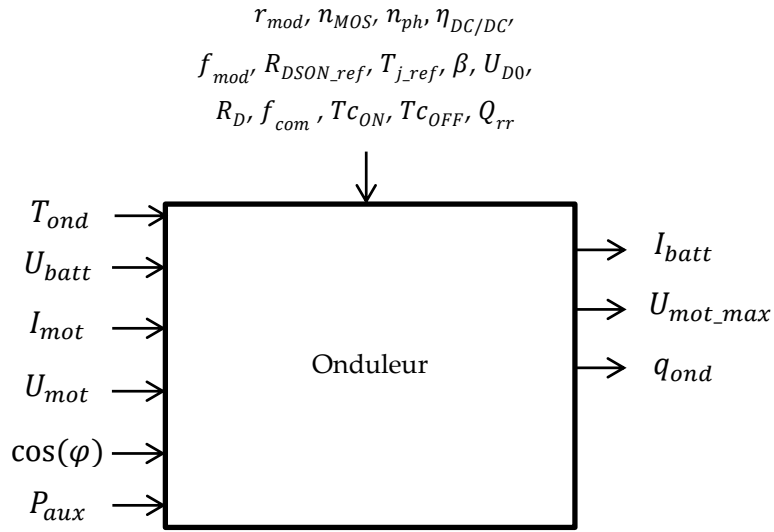 r_mod, n_MOS, n_ph, η_DC/DC,
f_mod, R_DSON_ref, T_j_ref, β, U_D0,
R_D, f_com, Tc_ON, Tc_OFF, Q_rr
T_ond
U_batt
I_mot
U_mot
cos(φ)
P_aux
Onduleur
I_batt
U_mot_max
q_ond